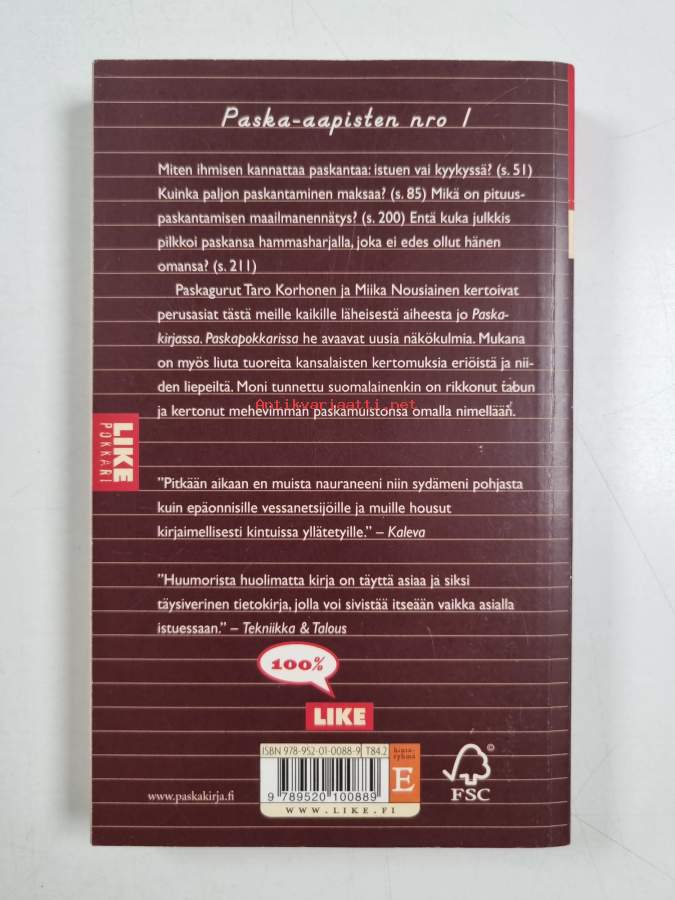 Paska-aapisten nro 1
Miten ihmisen kannattaa paskantaa: istuen vai kyykyssä? (s. 51)
Kuinka paljon paskantaminen maksaa? (s. 85) Mikä on pituus-
paskantamisen maailmanennätys? (s. 200) Entä kuka julkkis
pilkkoi paskansa hammasharjalla, joka ei edes ollut hänen
omansa? (s. 211)
Paskagurut Taro Korhonen ja Miika Nousiainen kertoivat
perusasiat tästä meille kaikille läheisestä aiheesta jo Paska-
kirjassa. Paskapokkarissa he avaavat uusia näkökulmia. Mukana
on myös liuta tuoreita kansalaisten kertomuksia eriöistä ja nii-
den liepeiltä. Moni tunnettu suomalainenkin on rikkonut tabun
ja kertonut mehevimmän paskamuistonsa omalla nimellään.
Antikvariaatti.net
LIKE
POKKARI
"Pitkään aikaan en muista nauraneeni niin sydämeni pohjasta
kuin epäonnisille vessanetsijöille ja muille housut
kirjaimellisesti kintuissa yllätetyille." – Kaleva
"Huumorista huolimatta kirja on täyttä asiaa ja siksi
täysiverinen tietokirja, jolla voi sivistää itseään vaikka asialla
istuessaan." – Tekniikka & Talous
100%
LIKE
ISBN 978-952-01-0088-9 T84.2
hinta-
ryhmä
E
9 789520 100889
WWW.LIKE.FI
www.paskakirja.fi
©
FSC